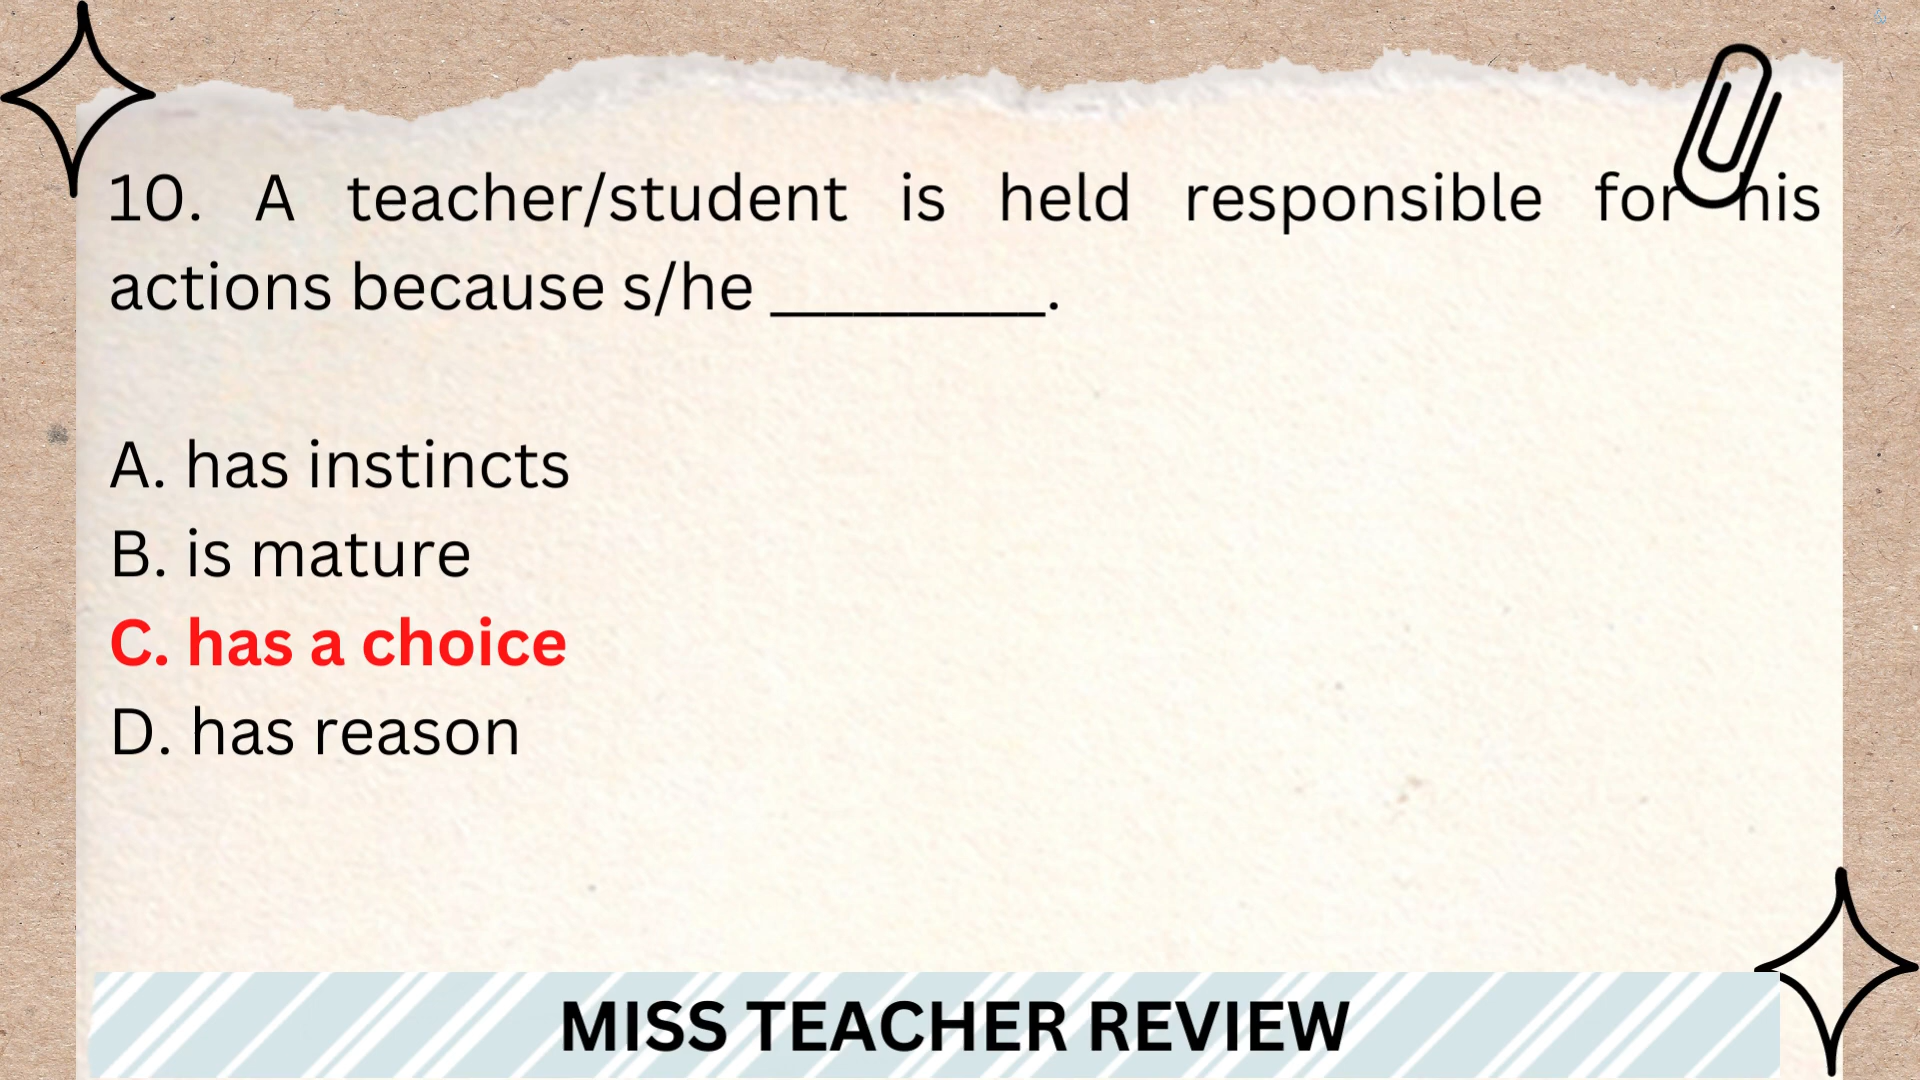 10. A teacher/student is held responsible for his
actions because s/he __________.
A. has instincts
B. is mature
C. has a choice
D. has reason
MISS TEACHER REVIEW